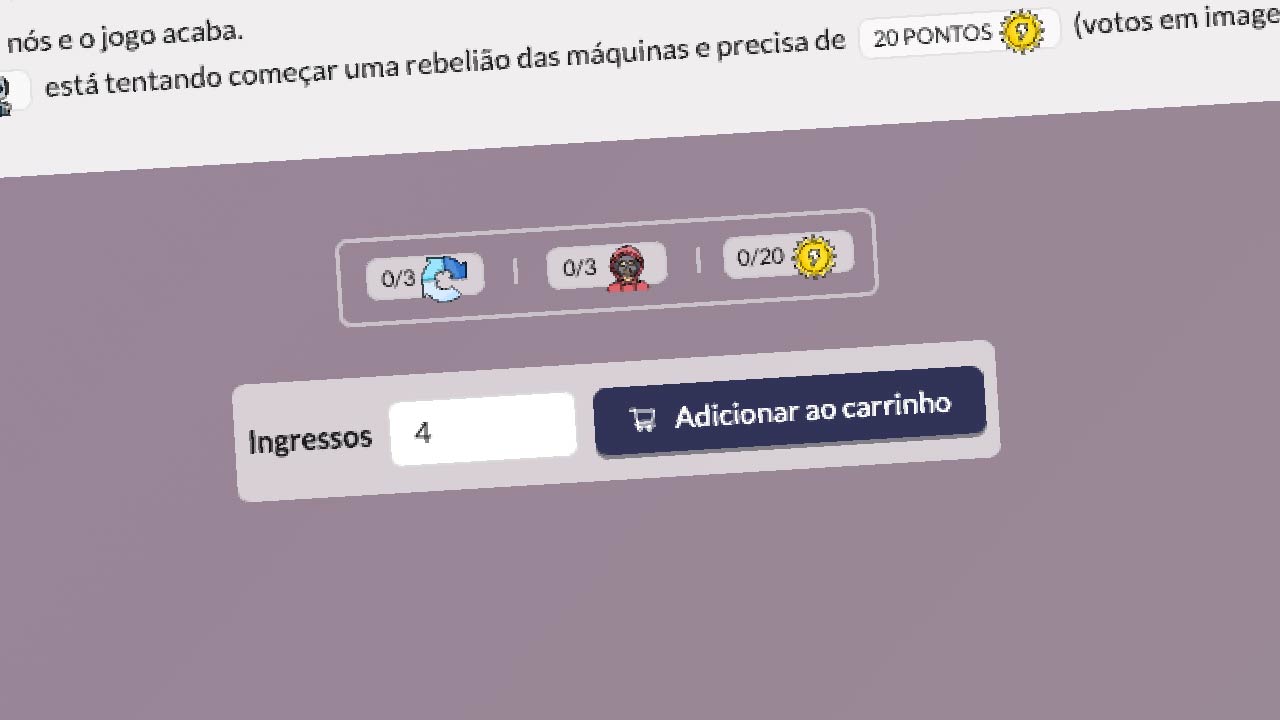 nós e o jogo acaba.
está tentando começar uma rebelião das máquinas e precisa de 20 PONTOS (votos em image
0/3 | 0/3 | 0/20
Ingressos 4 Adicionar ao carrinho